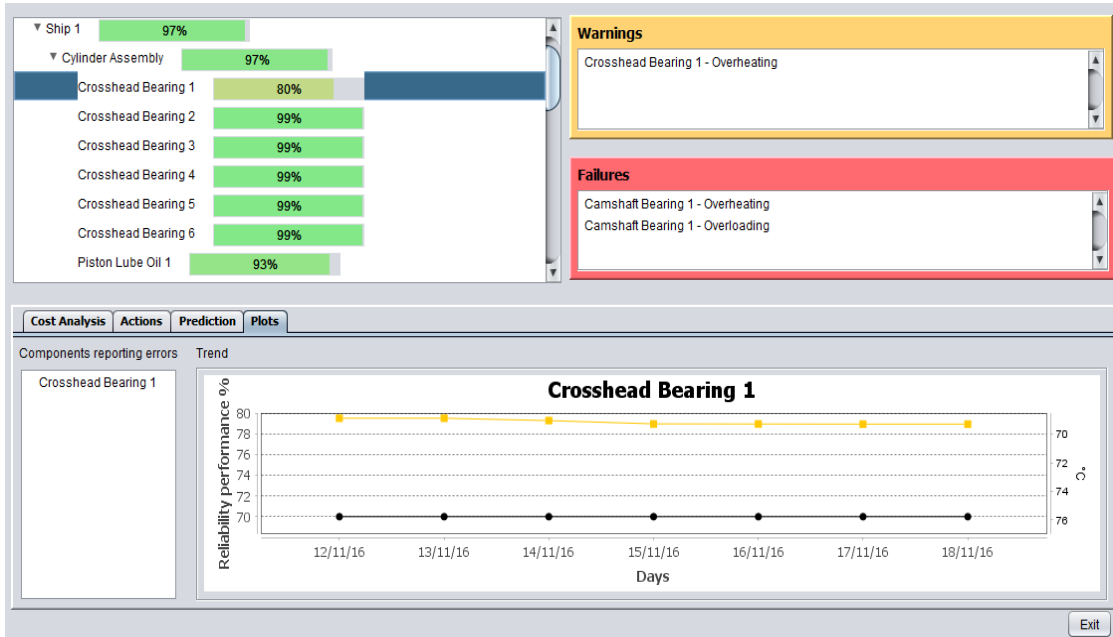 Ship 1 97%
Cylinder Assembly 97%
Crosshead Bearing 1 80%
Crosshead Bearing 2 99%
Crosshead Bearing 3 99%
Crosshead Bearing 4 99%
Crosshead Bearing 5 99%
Crosshead Bearing 6 99%
Piston Lube Oil 1 93%
Warnings
Crosshead Bearing 1 - Overheating
Failures
Camshaft Bearing 1 - Overheating
Camshaft Bearing 1 - Overloading
Cost Analysis Actions Prediction Plots
Components reporting errors
Crosshead Bearing 1
Trend
Crosshead Bearing 1
Reliability performance %
80
78
76
74
72
70
70
72
74
76
°C
12/11/16 13/11/16 14/11/16 15/11/16 16/11/16 17/11/16 18/11/16
Days
Exit